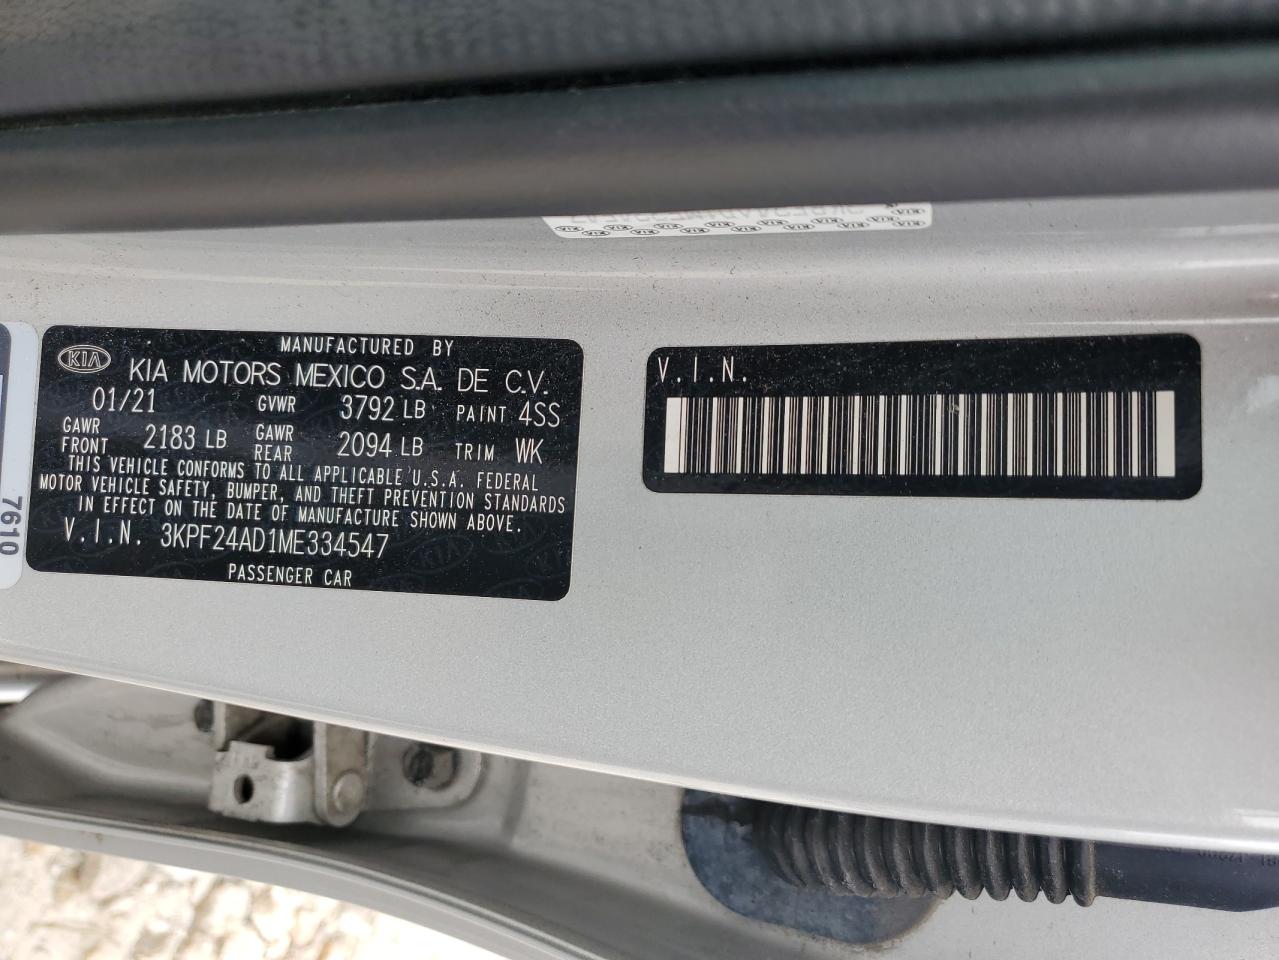 MANUFACTURED BY
KIA KIA MOTORS MEXICO S.A. DE C.V.
01/21 GVWR 3792 LB PAINT 4SS
GAWR FRONT 2183 LB GAWR REAR 2094 LB TRIM WK
THIS VEHICLE CONFORMS TO ALL APPLICABLE U.S.A. FEDERAL
MOTOR VEHICLE SAFETY, BUMPER, AND THEFT PREVENTION STANDARDS
IN EFFECT ON THE DATE OF MANUFACTURE SHOWN ABOVE.
V.I.N. 3KPF24AD1ME334547
PASSENGER CAR
V.I.N.
7610